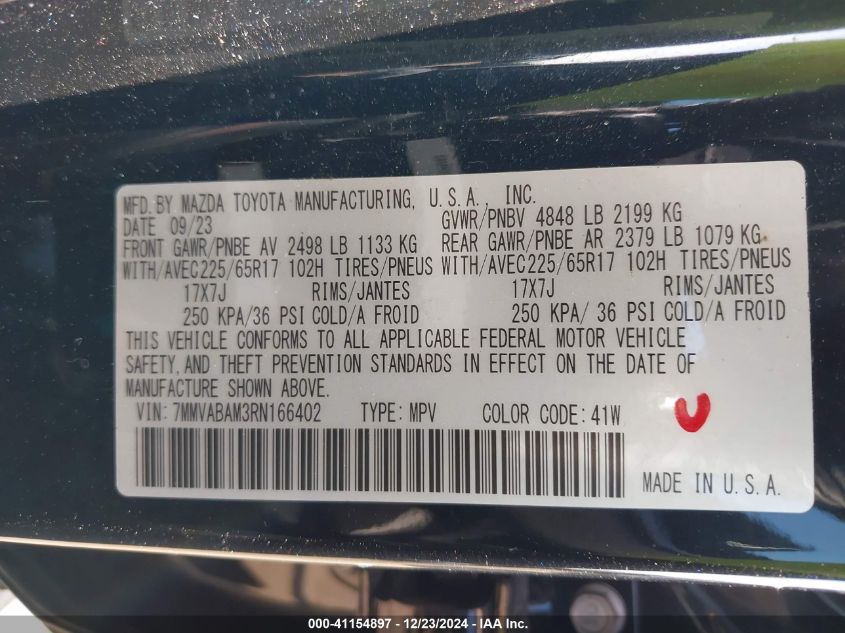 MFD. BY MAZDA TOYOTA MANUFACTURING, U.S.A., INC.
DATE 09/23 GVWR/PNBV 4848 LB 2199 KG
FRONT GAWR/PNBE AV 2498 LB 1133 KG REAR GAWR/PNBE AR 2379 LB 1079 KG
WITH/AVEC225/65R17 102H TIRES/PNEUS WITH/AVEC225/65R17 102H TIRES/PNEUS
17X7J RIMS/JANTES 17X7J RIMS/JANTES
250 KPA/36 PSI COLD/A FROID 250 KPA/ 36 PSI COLD/A FROID
THIS VEHICLE CONFORMS TO ALL APPLICABLE FEDERAL MOTOR VEHICLE
SAFETY, AND THEFT PREVENTION STANDARDS IN EFFECT ON THE DATE OF
MANUFACTURE SHOWN ABOVE.
VIN: 7MMVABAM3RN166402 TYPE: MPV COLOR CODE: 41W
MADE IN U.S.A.
000-41154897 - 12/23/2024 - IAA Inc.